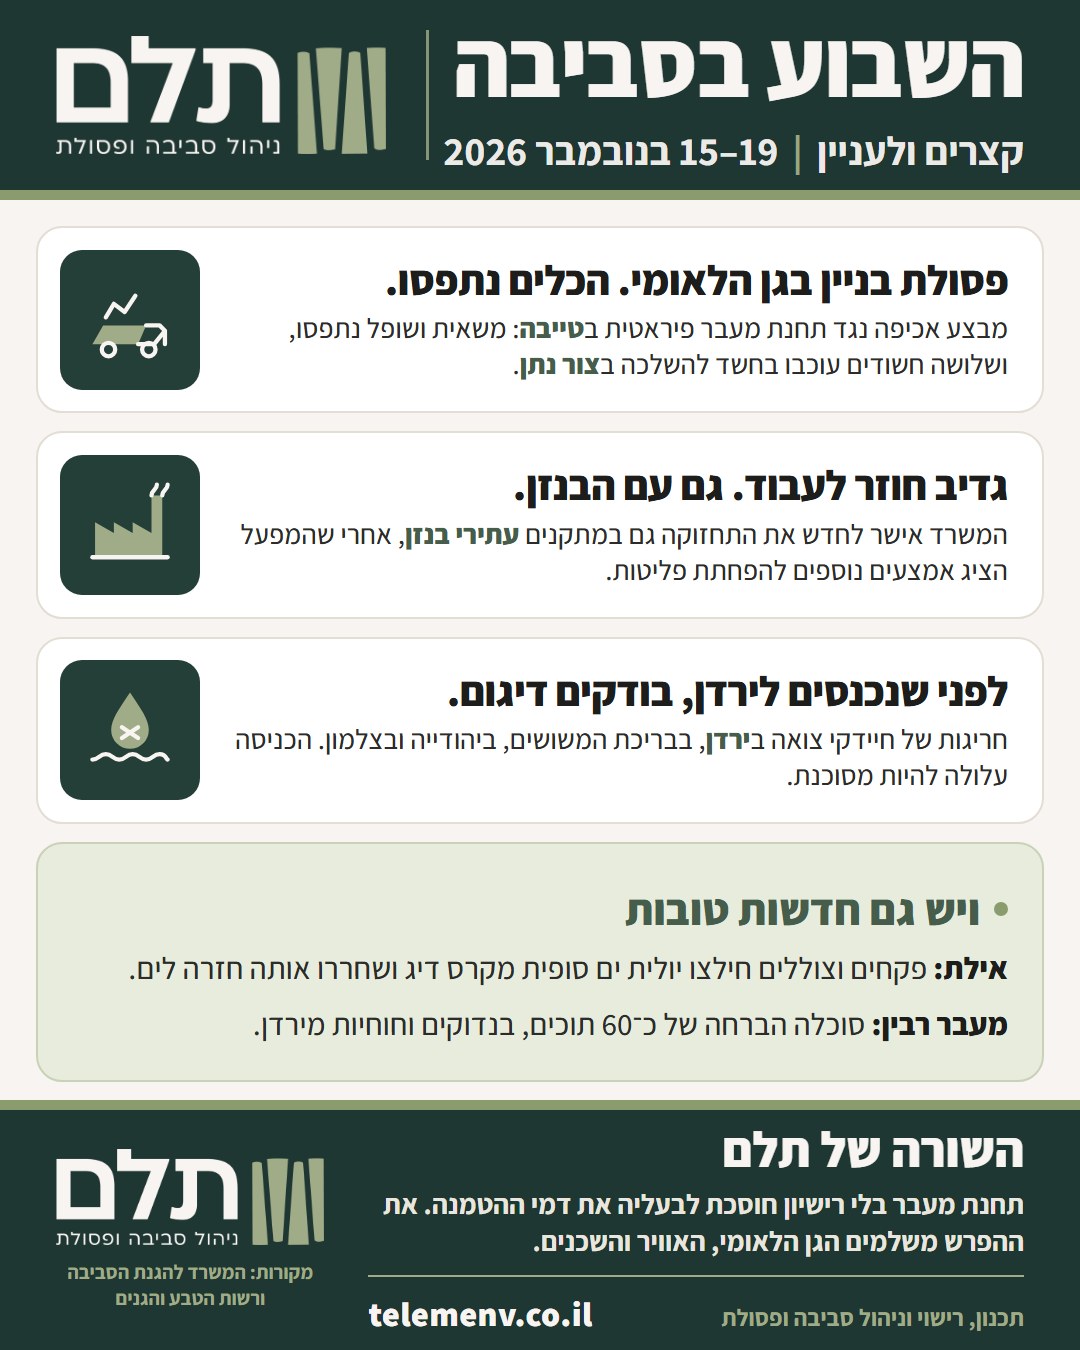 השבוע בסביבה
קצרים ולעניין | 15–19 בנובמבר 2026
תלם
ניהול סביבה ופסולת
פסולת בניין בגן הלאומי. הכלים נתפסו.
מבצע אכיפה נגד תחנת מעבר פיראטית בטייבה: משאית ושופל נתפסו,
ושלושה חשודים עוכבו בחשד להשלכה בצור נתן.
גדיב חוזר לעבוד. גם עם הבנזן.
המשרד אישר לחדש את התחזוקה גם במתקנים עתירי בנזן, אחרי שהמפעל
הציג אמצעים נוספים להפחתת פליטות.
לפני שנכנסים לירדן, בודקים דיגום.
חריגות של חיידקי צואה בירדן, בבריכת המשושים, ביהודייה ובצלמון. הכניסה
עלולה להיות מסוכנת.
• ויש גם חדשות טובות
אילת: פקחים וצוללים חילצו יולית ים סופית מקרס דיג ושחררו אותה חזרה לים.
מעבר רבין: סוכלה הברחה של כ־60 תוכים, בנדוקים וחוחיות מירדן.
השורה של תלם
תחנת מעבר בלי רישיון חוסכת לבעליה את דמי ההטמנה. את
ההפרש משלמים הגן הלאומי, האוויר והשכנים.
תכנון, רישוי וניהול סביבה ופסולת
telemenv.co.il
תלם
ניהול סביבה ופסולת
מקורות: המשרד להגנת הסביבה
ורשות הטבע והגנים